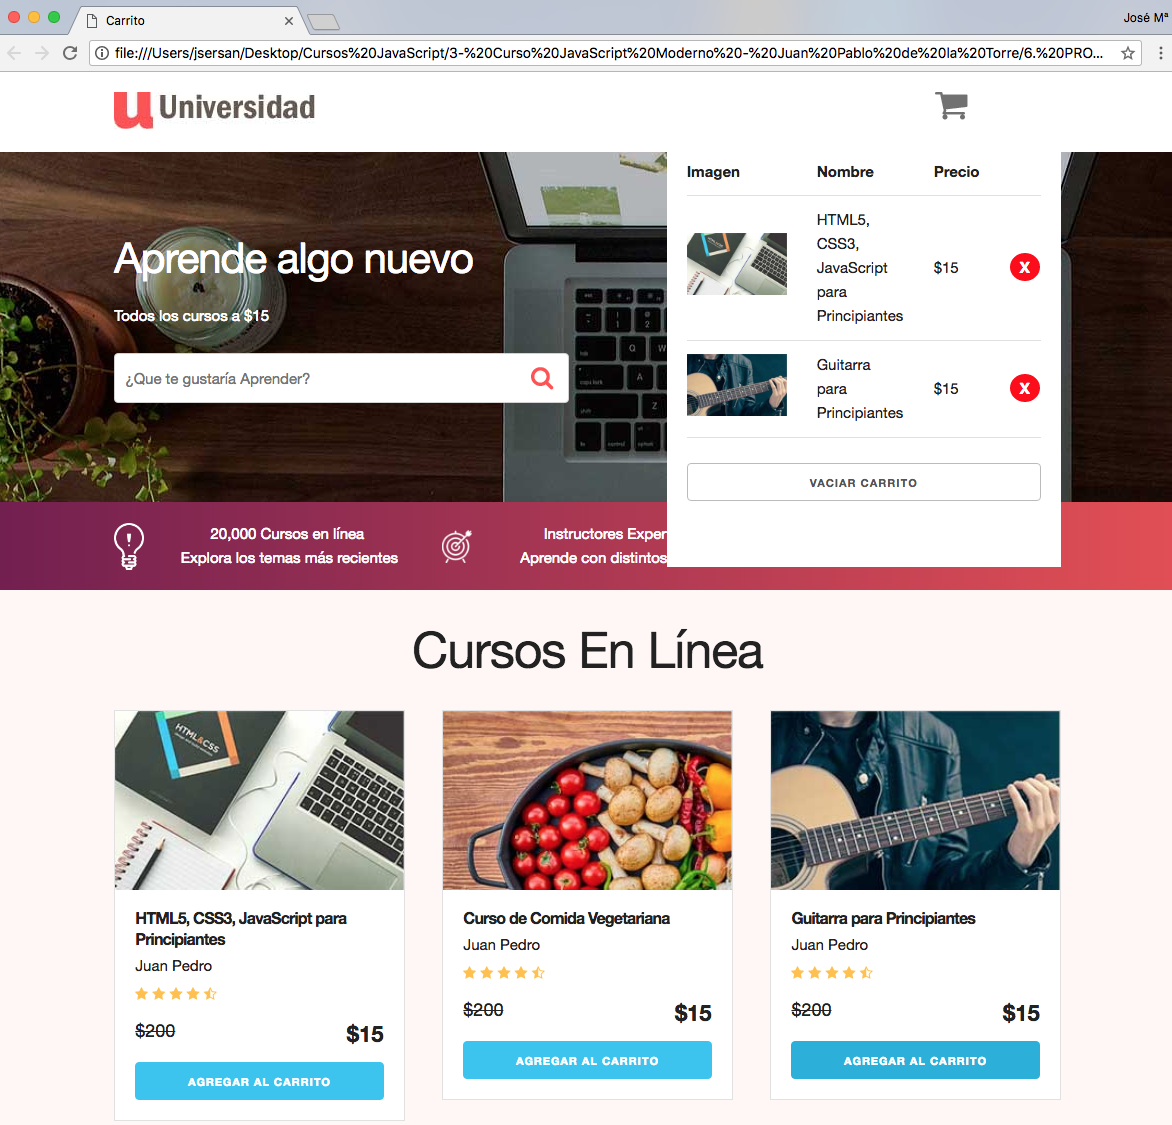 Carrito
José Mª
file:///Users/jsersan/Desktop/Cursos%20JavaScript/3-%20Curso%20JavaScript%20Moderno%20-%20Juan%20Pablo%20de%20la%20Torre/6.%20PRO...
u Universidad
Imagen Nombre Precio
HTML5,
CSS3,
JavaScript
para
Principiantes
$15
X
Guitarra
para
Principiantes
$15
X
VACIAR CARRITO
Aprende algo nuevo
Todos los cursos a $15
¿Que te gustaría Aprender?
20,000 Cursos en línea
Explora los temas más recientes
Instructores Exper
Aprende con distintos
Cursos En Línea
HTML&CSS
HTML5, CSS3, JavaScript para
Principiantes
Juan Pedro
$200 $15
AGREGAR AL CARRITO
Curso de Comida Vegetariana
Juan Pedro
$200 $15
AGREGAR AL CARRITO
Guitarra para Principiantes
Juan Pedro
$200 $15
AGREGAR AL CARRITO